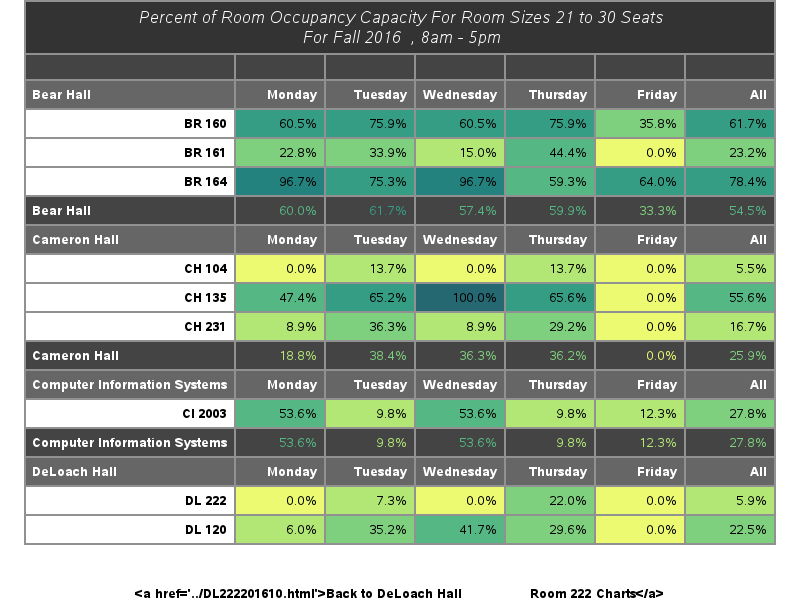 Percent of Room Occupancy Capacity For Room Sizes 21 to 30 Seats
For Fall 2016 , 8am - 5pm
Bear Hall Monday Tuesday Wednesday Thursday Friday All
BR 160 60.5% 75.9% 60.5% 75.9% 35.8% 61.7%
BR 161 22.8% 33.9% 15.0% 44.4% 0.0% 23.2%
BR 164 96.7% 75.3% 96.7% 59.3% 64.0% 78.4%
Bear Hall 60.0% 61.7% 57.4% 59.9% 33.3% 54.5%
Cameron Hall Monday Tuesday Wednesday Thursday Friday All
CH 104 0.0% 13.7% 0.0% 13.7% 0.0% 5.5%
CH 135 47.4% 65.2% 100.0% 65.6% 0.0% 55.6%
CH 231 8.9% 36.3% 8.9% 29.2% 0.0% 16.7%
Cameron Hall 18.8% 38.4% 36.3% 36.2% 0.0% 25.9%
Computer Information Systems Monday Tuesday Wednesday Thursday Friday All
CI 2003 53.6% 9.8% 53.6% 9.8% 12.3% 27.8%
Computer Information Systems 53.6% 9.8% 53.6% 9.8% 12.3% 27.8%
DeLoach Hall Monday Tuesday Wednesday Thursday Friday All
DL 222 0.0% 7.3% 0.0% 22.0% 0.0% 5.9%
DL 120 6.0% 35.2% 41.7% 29.6% 0.0% 22.5%
<a href='../DL222201610.html'>Back to DeLoach Hall Room 222 Charts</a>